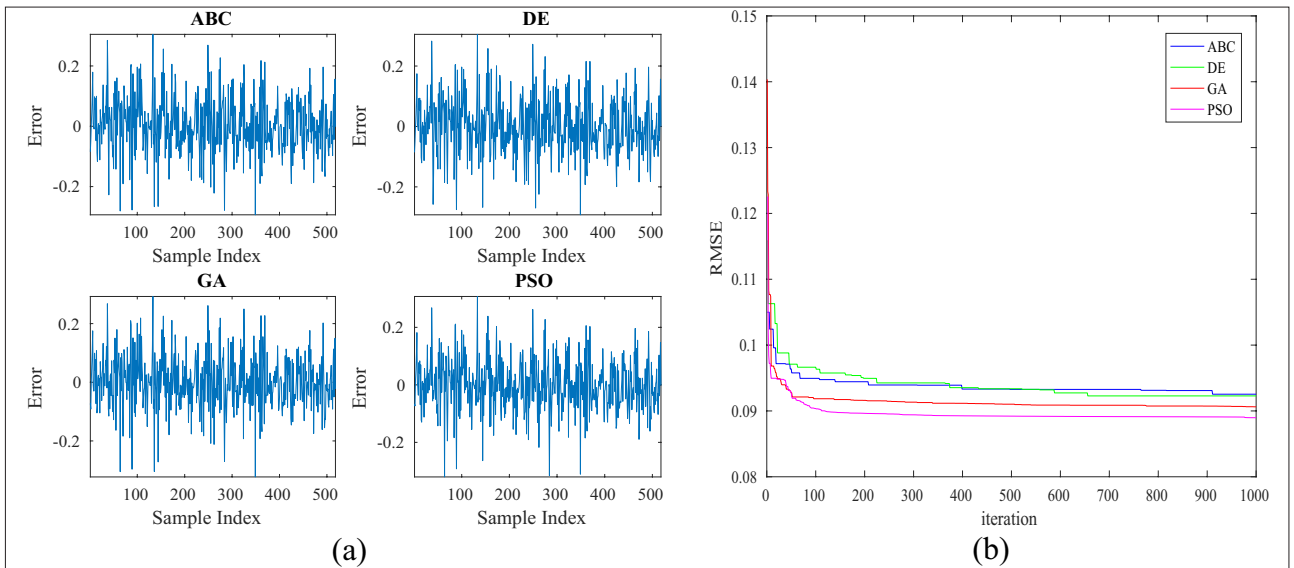 ABC
0.2
0
-0.2
Error
100 200 300 400 500
Sample Index
DE
0.2
0
-0.2
Error
100 200 300 400 500
Sample Index
GA
0.2
0
-0.2
Error
100 200 300 400 500
Sample Index
PSO
0.2
0
-0.2
Error
100 200 300 400 500
Sample Index
(a)
0.15
0.14
0.13
0.12
0.11
0.1
0.09
0.08
RMSE
ABC
DE
GA
PSO
0 100 200 300 400 500 600 700 800 900 1000
iteration
(b)